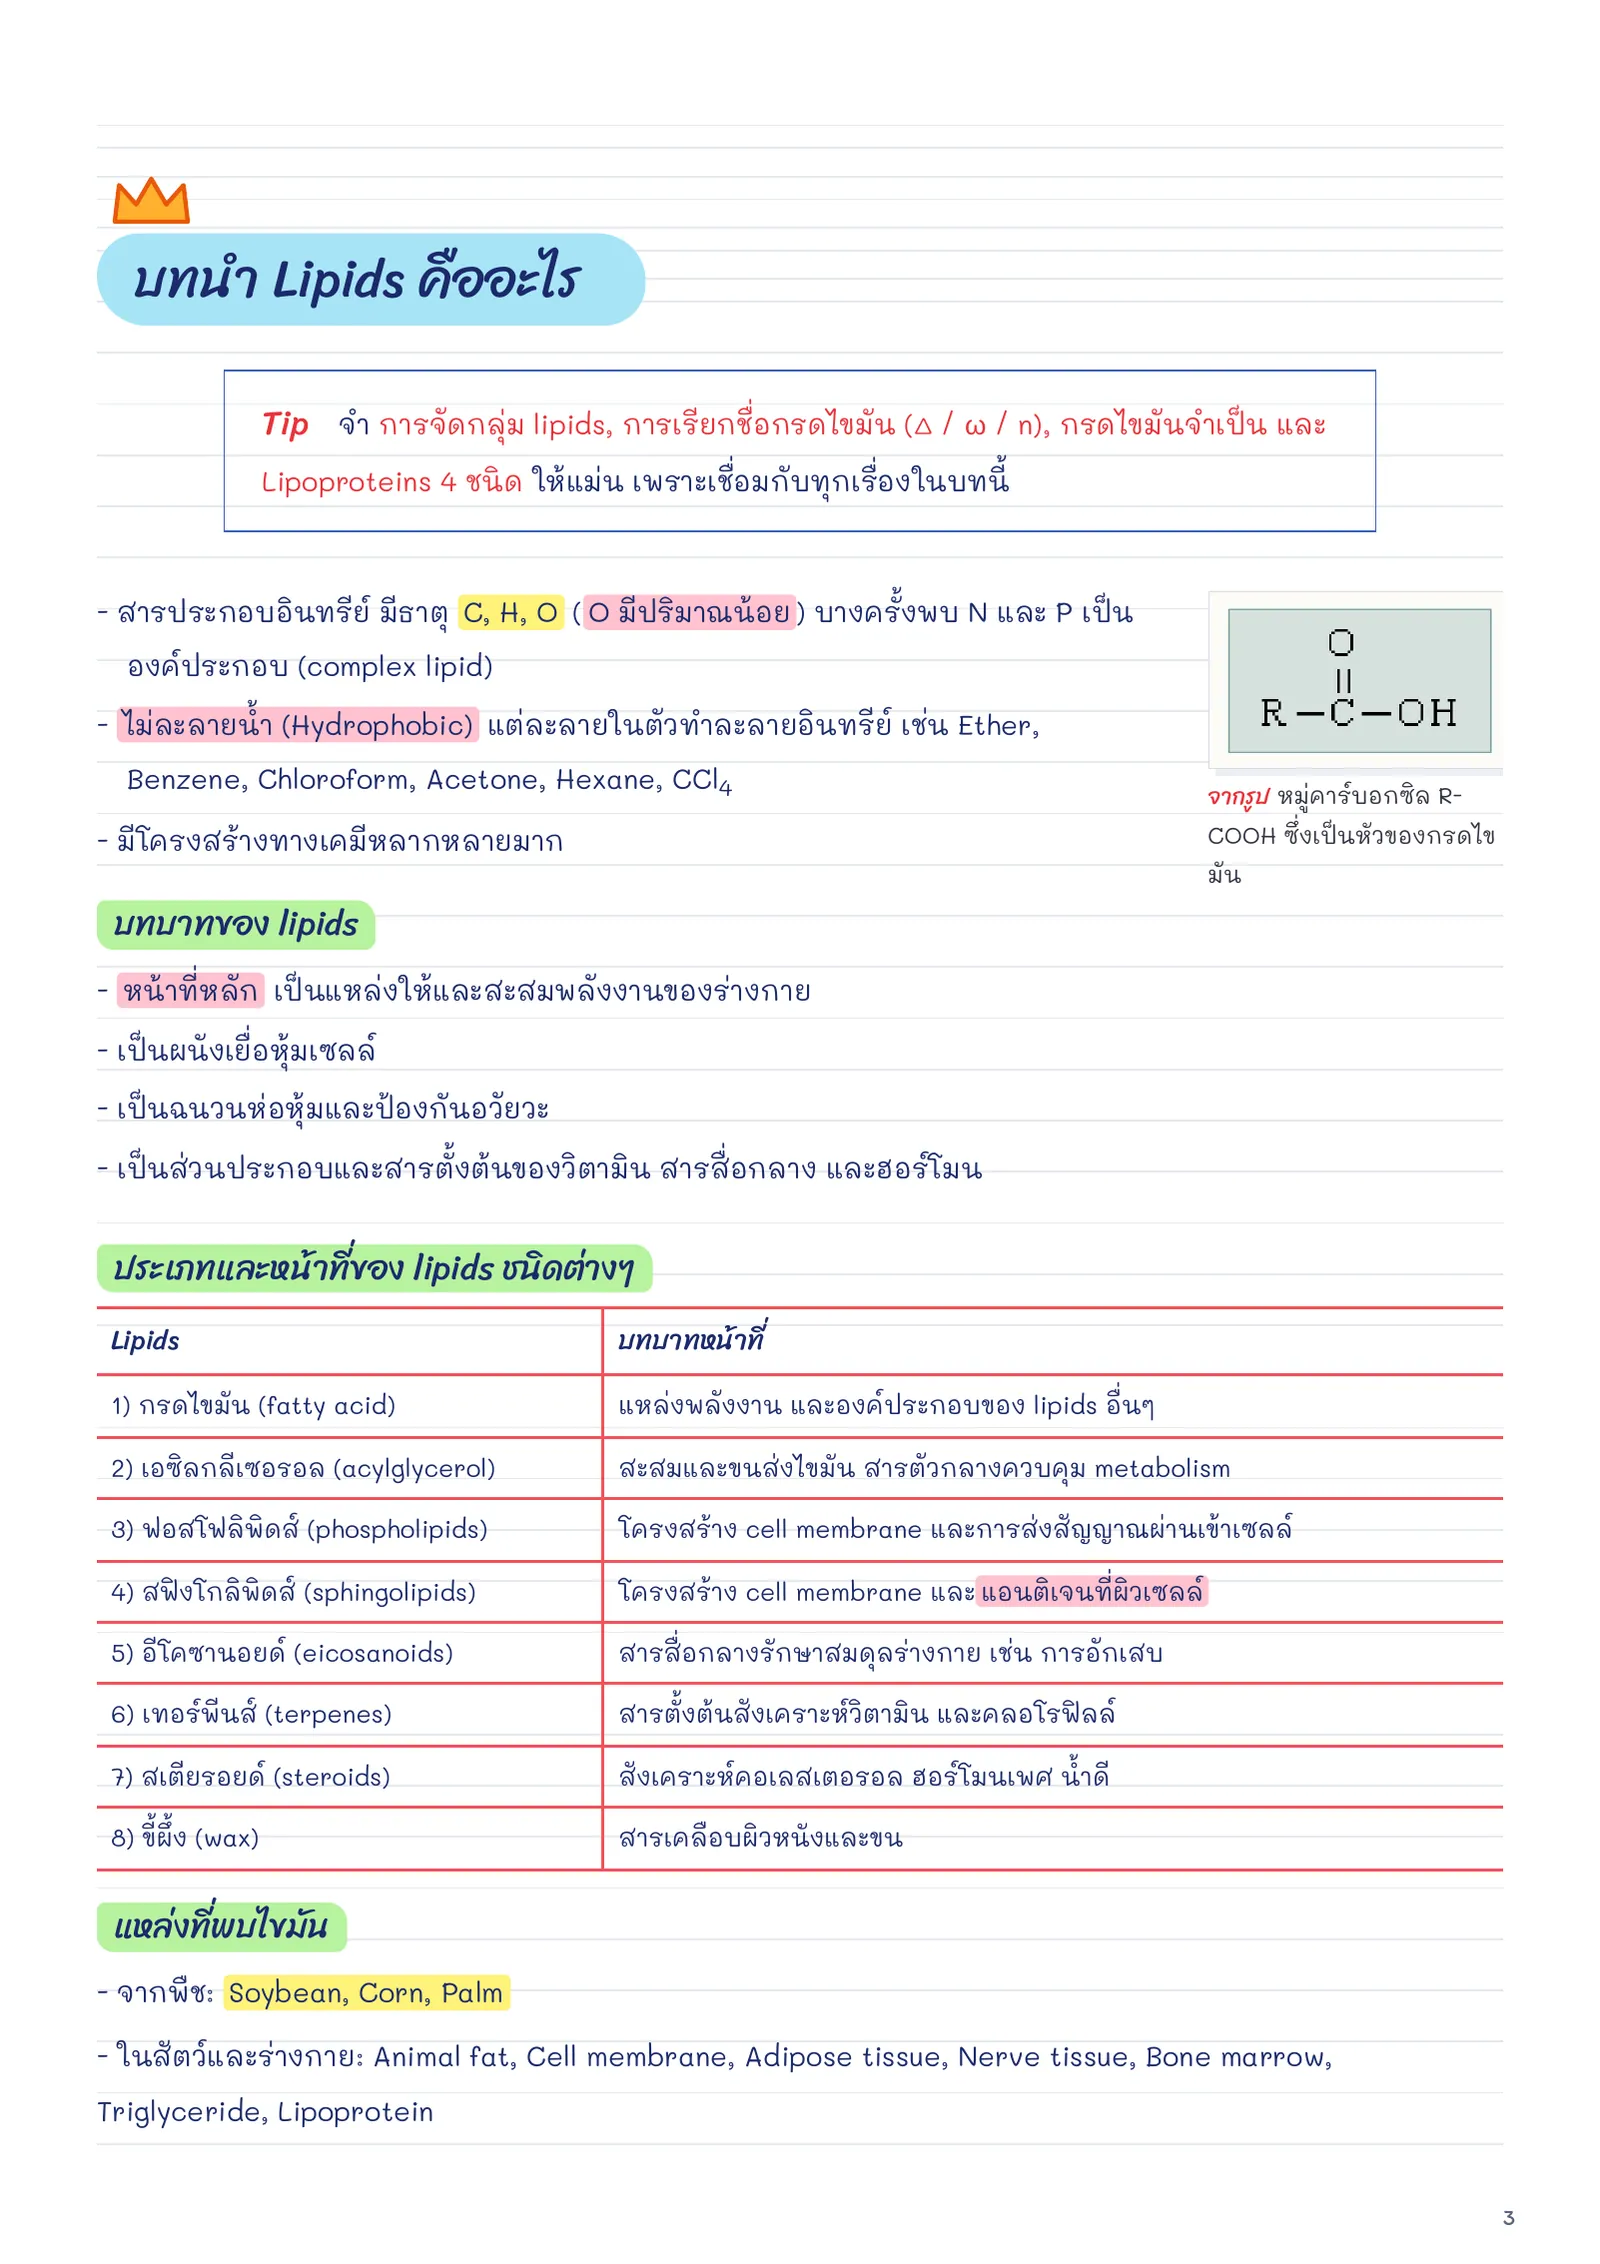 บทนำ Lipids คืออะไร
Tip จำ การจัดกลุ่ม lipids, การเรียกชื่อกรดไขมัน (Δ / ω / n), กรดไขมันจำเป็น และ
Lipoproteins 4 ชนิด ให้แม่น เพราะเชื่อมกับทุกเรื่องในบทนี้
- สารประกอบอินทรีย์ มีธาตุ C, H, O (O มีปริมาณน้อย) บางครั้งพบ N และ P เป็น
องค์ประกอบ (complex lipid)
- ไม่ละลายน้ำ (Hydrophobic) แต่ละลายในตัวทำละลายอินทรีย์ เช่น Ether,
Benzene, Chloroform, Acetone, Hexane, CCl₄
- มีโครงสร้างทางเคมีหลากหลายมาก
O
||
R—C—OH
จากรูป หมู่คาร์บอกซิล R-
COOH ซึ่งเป็นหัวของกรดไข
มัน
บทบาทของ lipids
- หน้าที่หลัก เป็นแหล่งให้และสะสมพลังงานของร่างกาย
- เป็นผนังเยื่อหุ้มเซลล์
- เป็นฉนวนห่อหุ้มและป้องกันอวัยวะ
- เป็นส่วนประกอบและสารตั้งต้นของวิตามิน สารสื่อกลาง และฮอร์โมน
ประเภทและหน้าที่ของ lipids ชนิดต่างๆ
Lipids บทบาทหน้าที่
1) กรดไขมัน (fatty acid) แหล่งพลังงาน และองค์ประกอบของ lipids อื่นๆ
2) เอซิลกลีเซอรอล (acylglycerol) สะสมและขนส่งไขมัน สารตัวกลางควบคุม metabolism
3) ฟอสโฟลิพิดส์ (phospholipids) โครงสร้าง cell membrane และการส่งสัญญาณผ่านเข้าเซลล์
4) สฟิงโกลิพิดส์ (sphingolipids) โครงสร้าง cell membrane และแอนติเจนที่ผิวเซลล์
5) อีโคซานอยด์ (eicosanoids) สารสื่อกลางรักษาสมดุลร่างกาย เช่น การอักเสบ
6) เทอร์พีนส์ (terpenes) สารตั้งต้นสังเคราะห์วิตามิน และคลอโรฟิลล์
7) สเตียรอยด์ (steroids) สังเคราะห์คอเลสเตอรอล ฮอร์โมนเพศ น้ำดี
8) ขี้ผึ้ง (wax) สารเคลือบผิวหนังและขน
แหล่งที่พบไขมัน
- จากพืช: Soybean, Corn, Palm
- ในสัตว์และร่างกาย: Animal fat, Cell membrane, Adipose tissue, Nerve tissue, Bone marrow,
Triglyceride, Lipoprotein
3